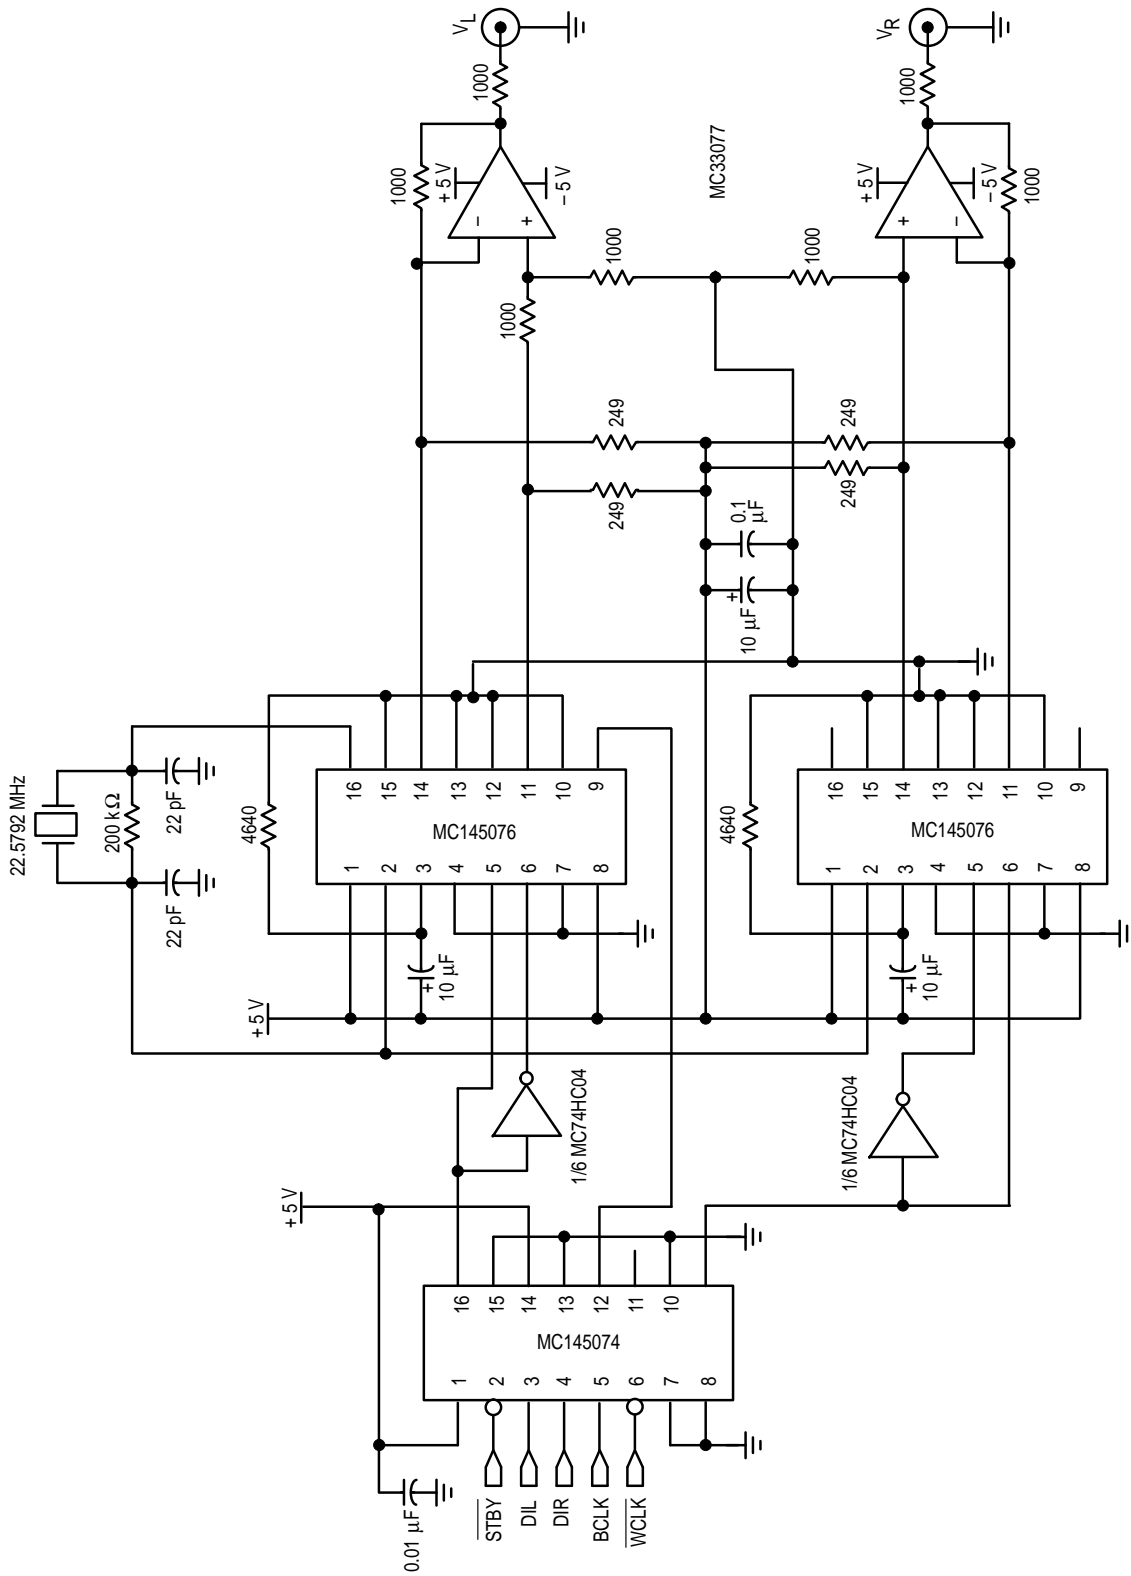 V_L
V_R
1000
1000
1000
+ 5 V
– 5 V
–
+
MC33077
+ 5 V
– 5 V
+
–
1000
1000
1000
1000
249
249
249
249
0.1 µF
+
10 µF
22.5792 MHz
200 kΩ
22 pF
22 pF
4640
16 15 14 13 12 11 10 9
MC145076
1 2 3 4 5 6 7 8
+
10 µF
+ 5 V
4640
16 15 14 13 12 11 10 9
MC145076
1 2 3 4 5 6 7 8
+
10 µF
1/6 MC74HC04
1/6 MC74HC04
+ 5 V
16 15 14 13 12 11 10
MC145074
1 2 3 4 5 6 7 8
0.01 µF
STBY
DIL
DIR
BCLK
WCLK